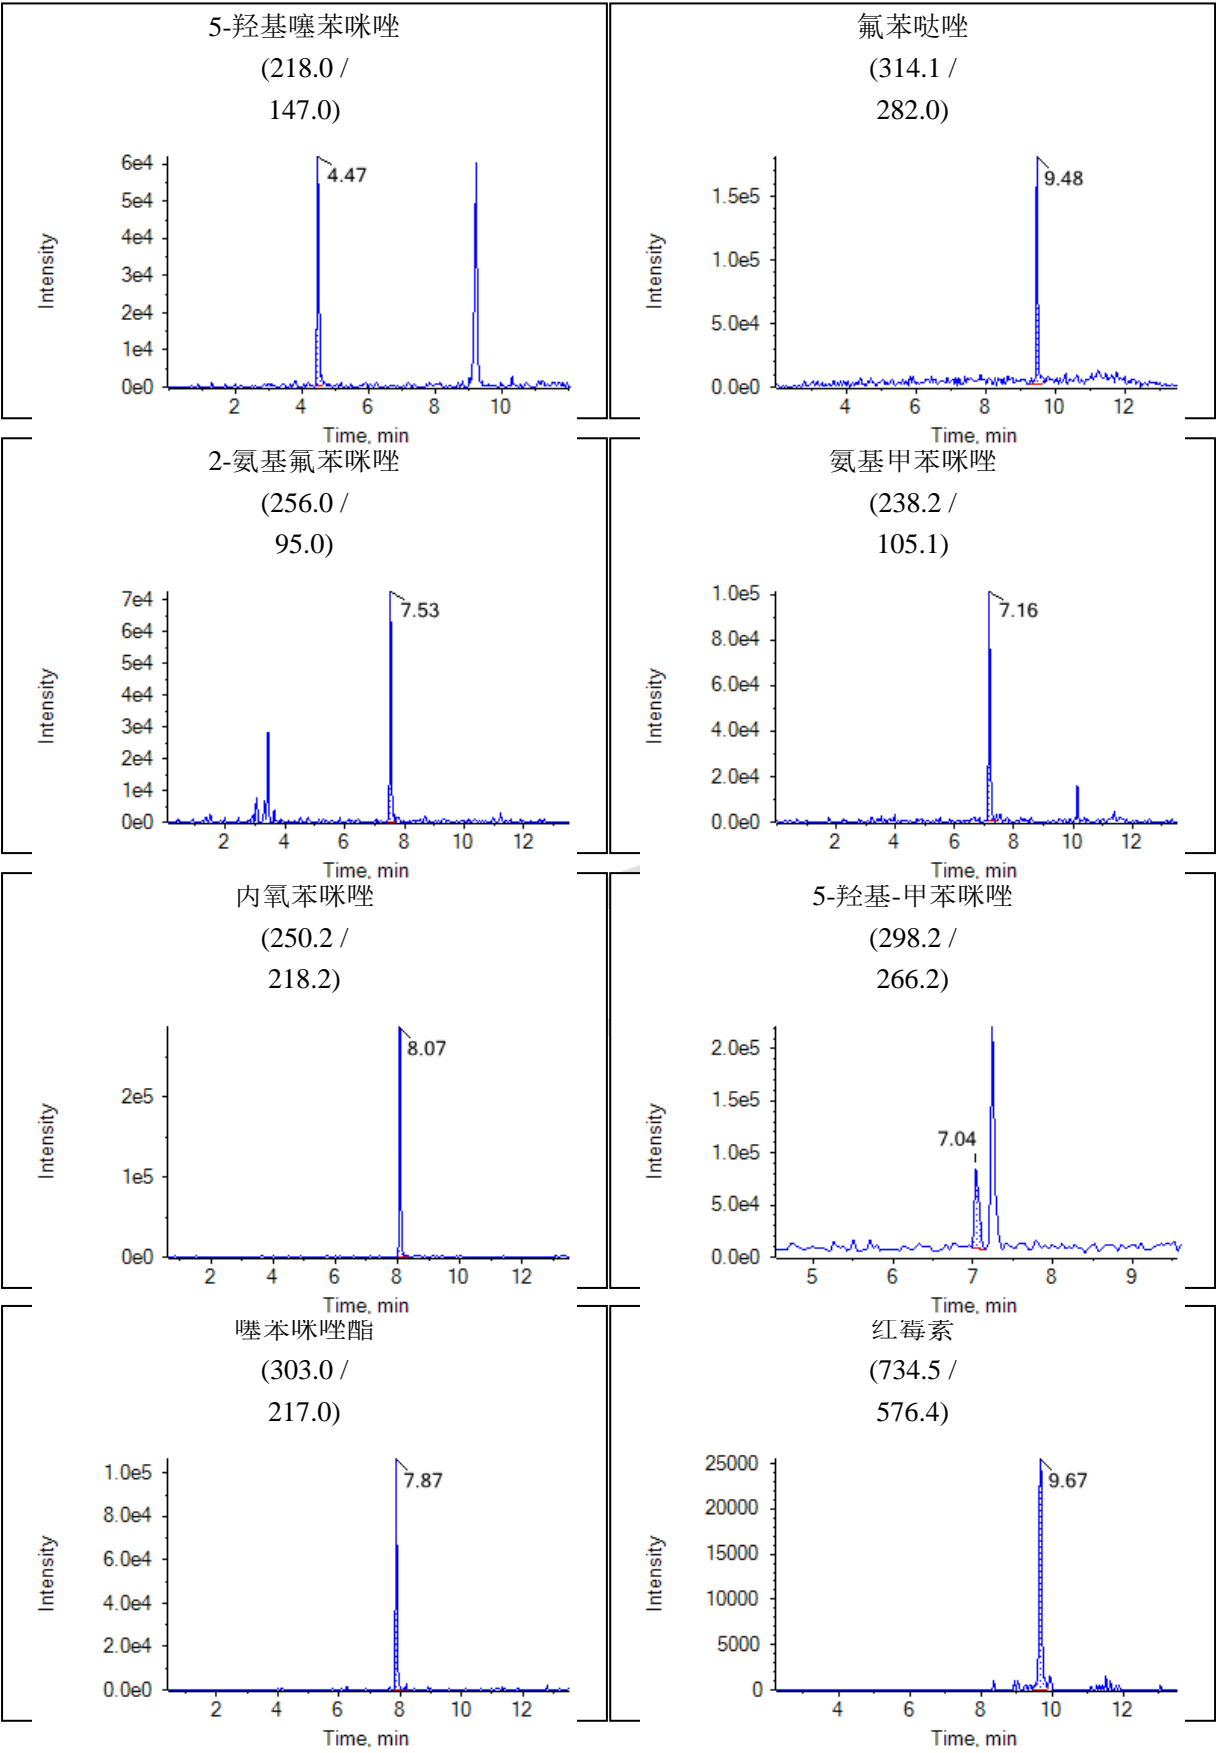 5-羟基噻苯咪唑
(218.0 /
147.0)
6e4
5e4
4e4
3e4
2e4
1e4
0e0
Intensity
4.47
2 4 6 8 10
Time, min
氟苯哒唑
(314.1 /
282.0)
1.5e5
1.0e5
5.0e4
0.0e0
Intensity
9.48
4 6 8 10 12
Time, min
2-氨基氟苯咪唑
(256.0 /
95.0)
7e4
6e4
5e4
4e4
3e4
2e4
1e4
0e0
Intensity
7.53
2 4 6 8 10 12
Time, min
氨基甲苯咪唑
(238.2 /
105.1)
1.0e5
8.0e4
6.0e4
4.0e4
2.0e4
0.0e0
Intensity
7.16
2 4 6 8 10 12
Time, min
内氧苯咪唑
(250.2 /
218.2)
2e5
1e5
0e0
Intensity
8.07
2 4 6 8 10 12
Time, min
5-羟基-甲苯咪唑
(298.2 /
266.2)
2.0e5
1.5e5
1.0e5
5.0e4
0.0e0
Intensity
7.04
5 6 7 8 9
Time, min
噻苯咪唑酯
(303.0 /
217.0)
1.0e5
8.0e4
6.0e4
4.0e4
2.0e4
0.0e0
Intensity
7.87
2 4 6 8 10 12
Time, min
红霉素
(734.5 /
576.4)
25000
20000
15000
10000
5000
0
Intensity
9.67
4 6 8 10 12
Time, min